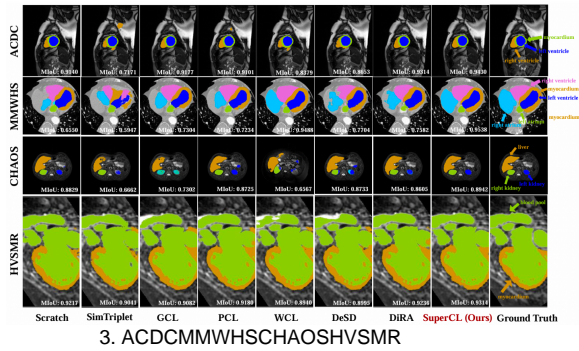 ACDC
MIoU: 0.9140
MIoU: 0.7171
MIoU: 0.9177
MIoU: 0.9101
MIoU: 0.8379
MIoU: 0.8653
MIoU: 0.9314
MIoU: 0.9430
myocardium
left ventricle
right ventricle
MMWHS
MIoU: 0.6550
MIoU: 0.5947
MIoU: 0.7304
MIoU: 0.7234
MIoU: 0.9488
MIoU: 0.7704
MIoU: 0.7582
MIoU: 0.9538
right ventricle
myocardium
left ventricle
myocardium
CHAOS
MIoU: 0.8829
MIoU: 0.6662
MIoU: 0.7302
MIoU: 0.8725
MIoU: 0.6567
MIoU: 0.8733
MIoU: 0.8605
MIoU: 0.8942
liver
left kidney
right kidney
HVSMR
MIoU: 0.9217
MIoU: 0.9041
MIoU: 0.9082
MIoU: 0.9180
MIoU: 0.8940
MIoU: 0.8993
MIoU: 0.9230
MIoU: 0.9314
blood pool
myocardium
Scratch SimTriplet GCL PCL WCL DeSD DiRA SuperCL (Ours) Ground Truth
3. ACDCMMWHSCHAOSHVSMR